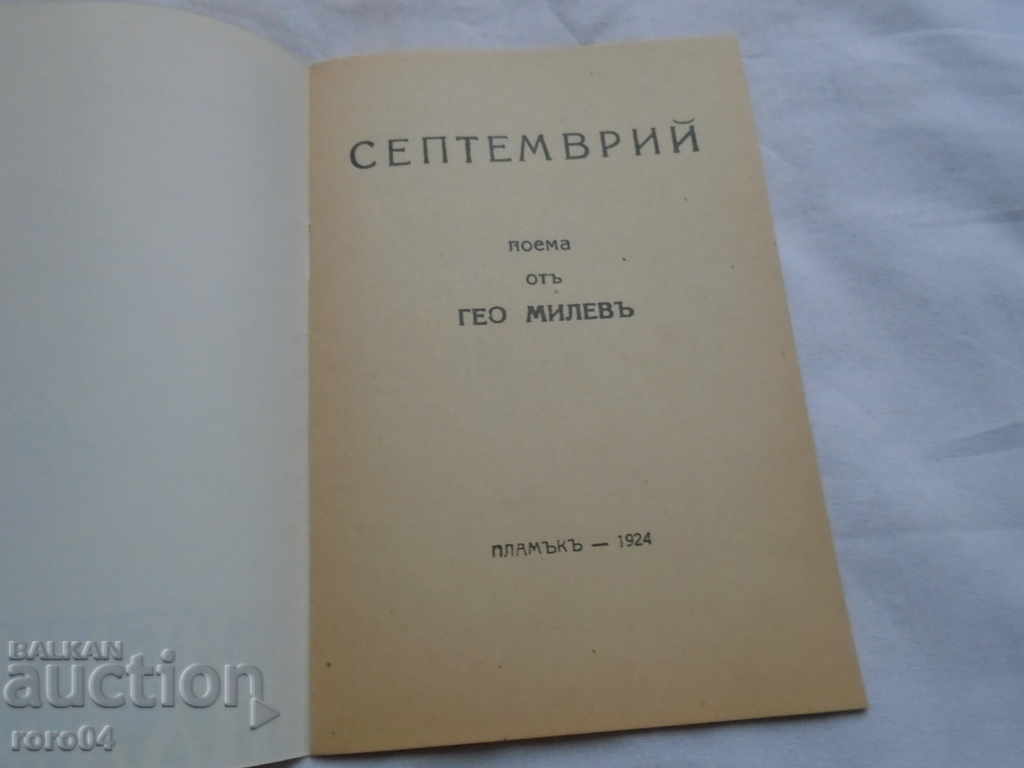 СЕПТЕМВРИЙ
поема
отъ
ГЕО МИЛЕВЪ
ПЛАМЪКЪ — 1924
BALKAN
auction
roro04